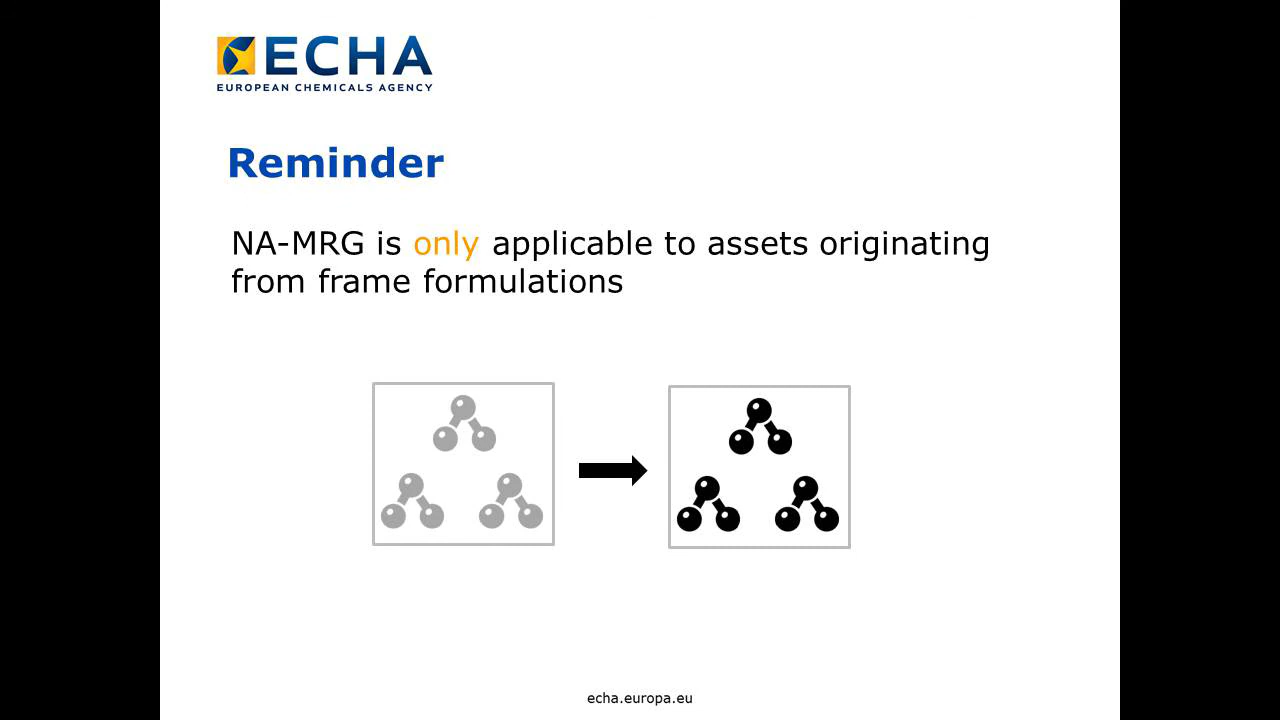 ECHA
EUROPEAN CHEMICALS AGENCY
Reminder
NA-MRG is only applicable to assets originating
from frame formulations
echa.europa.eu